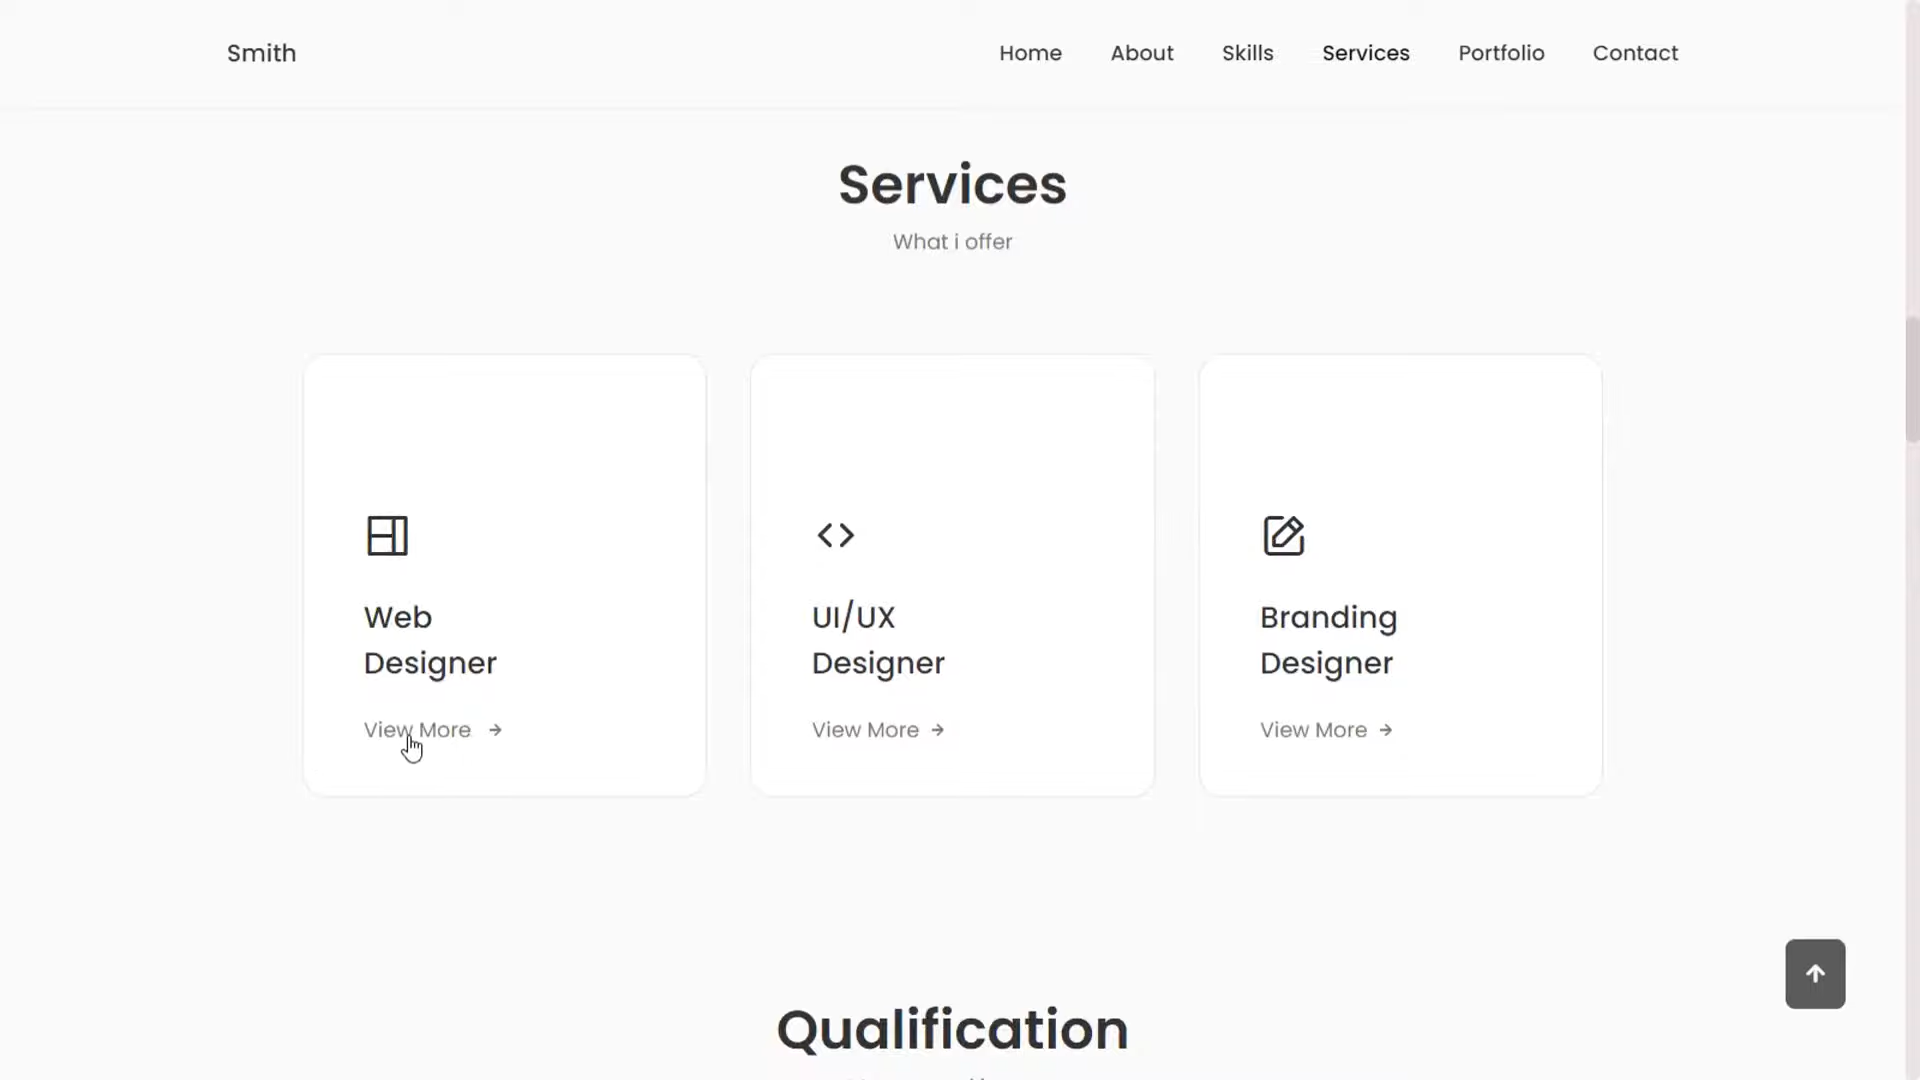 Smith
Home About Skills Services Portfolio Contact
Services
What i offer
Web
Designer
View More
UI/UX
Designer
View More
Branding
Designer
View More
Qualification